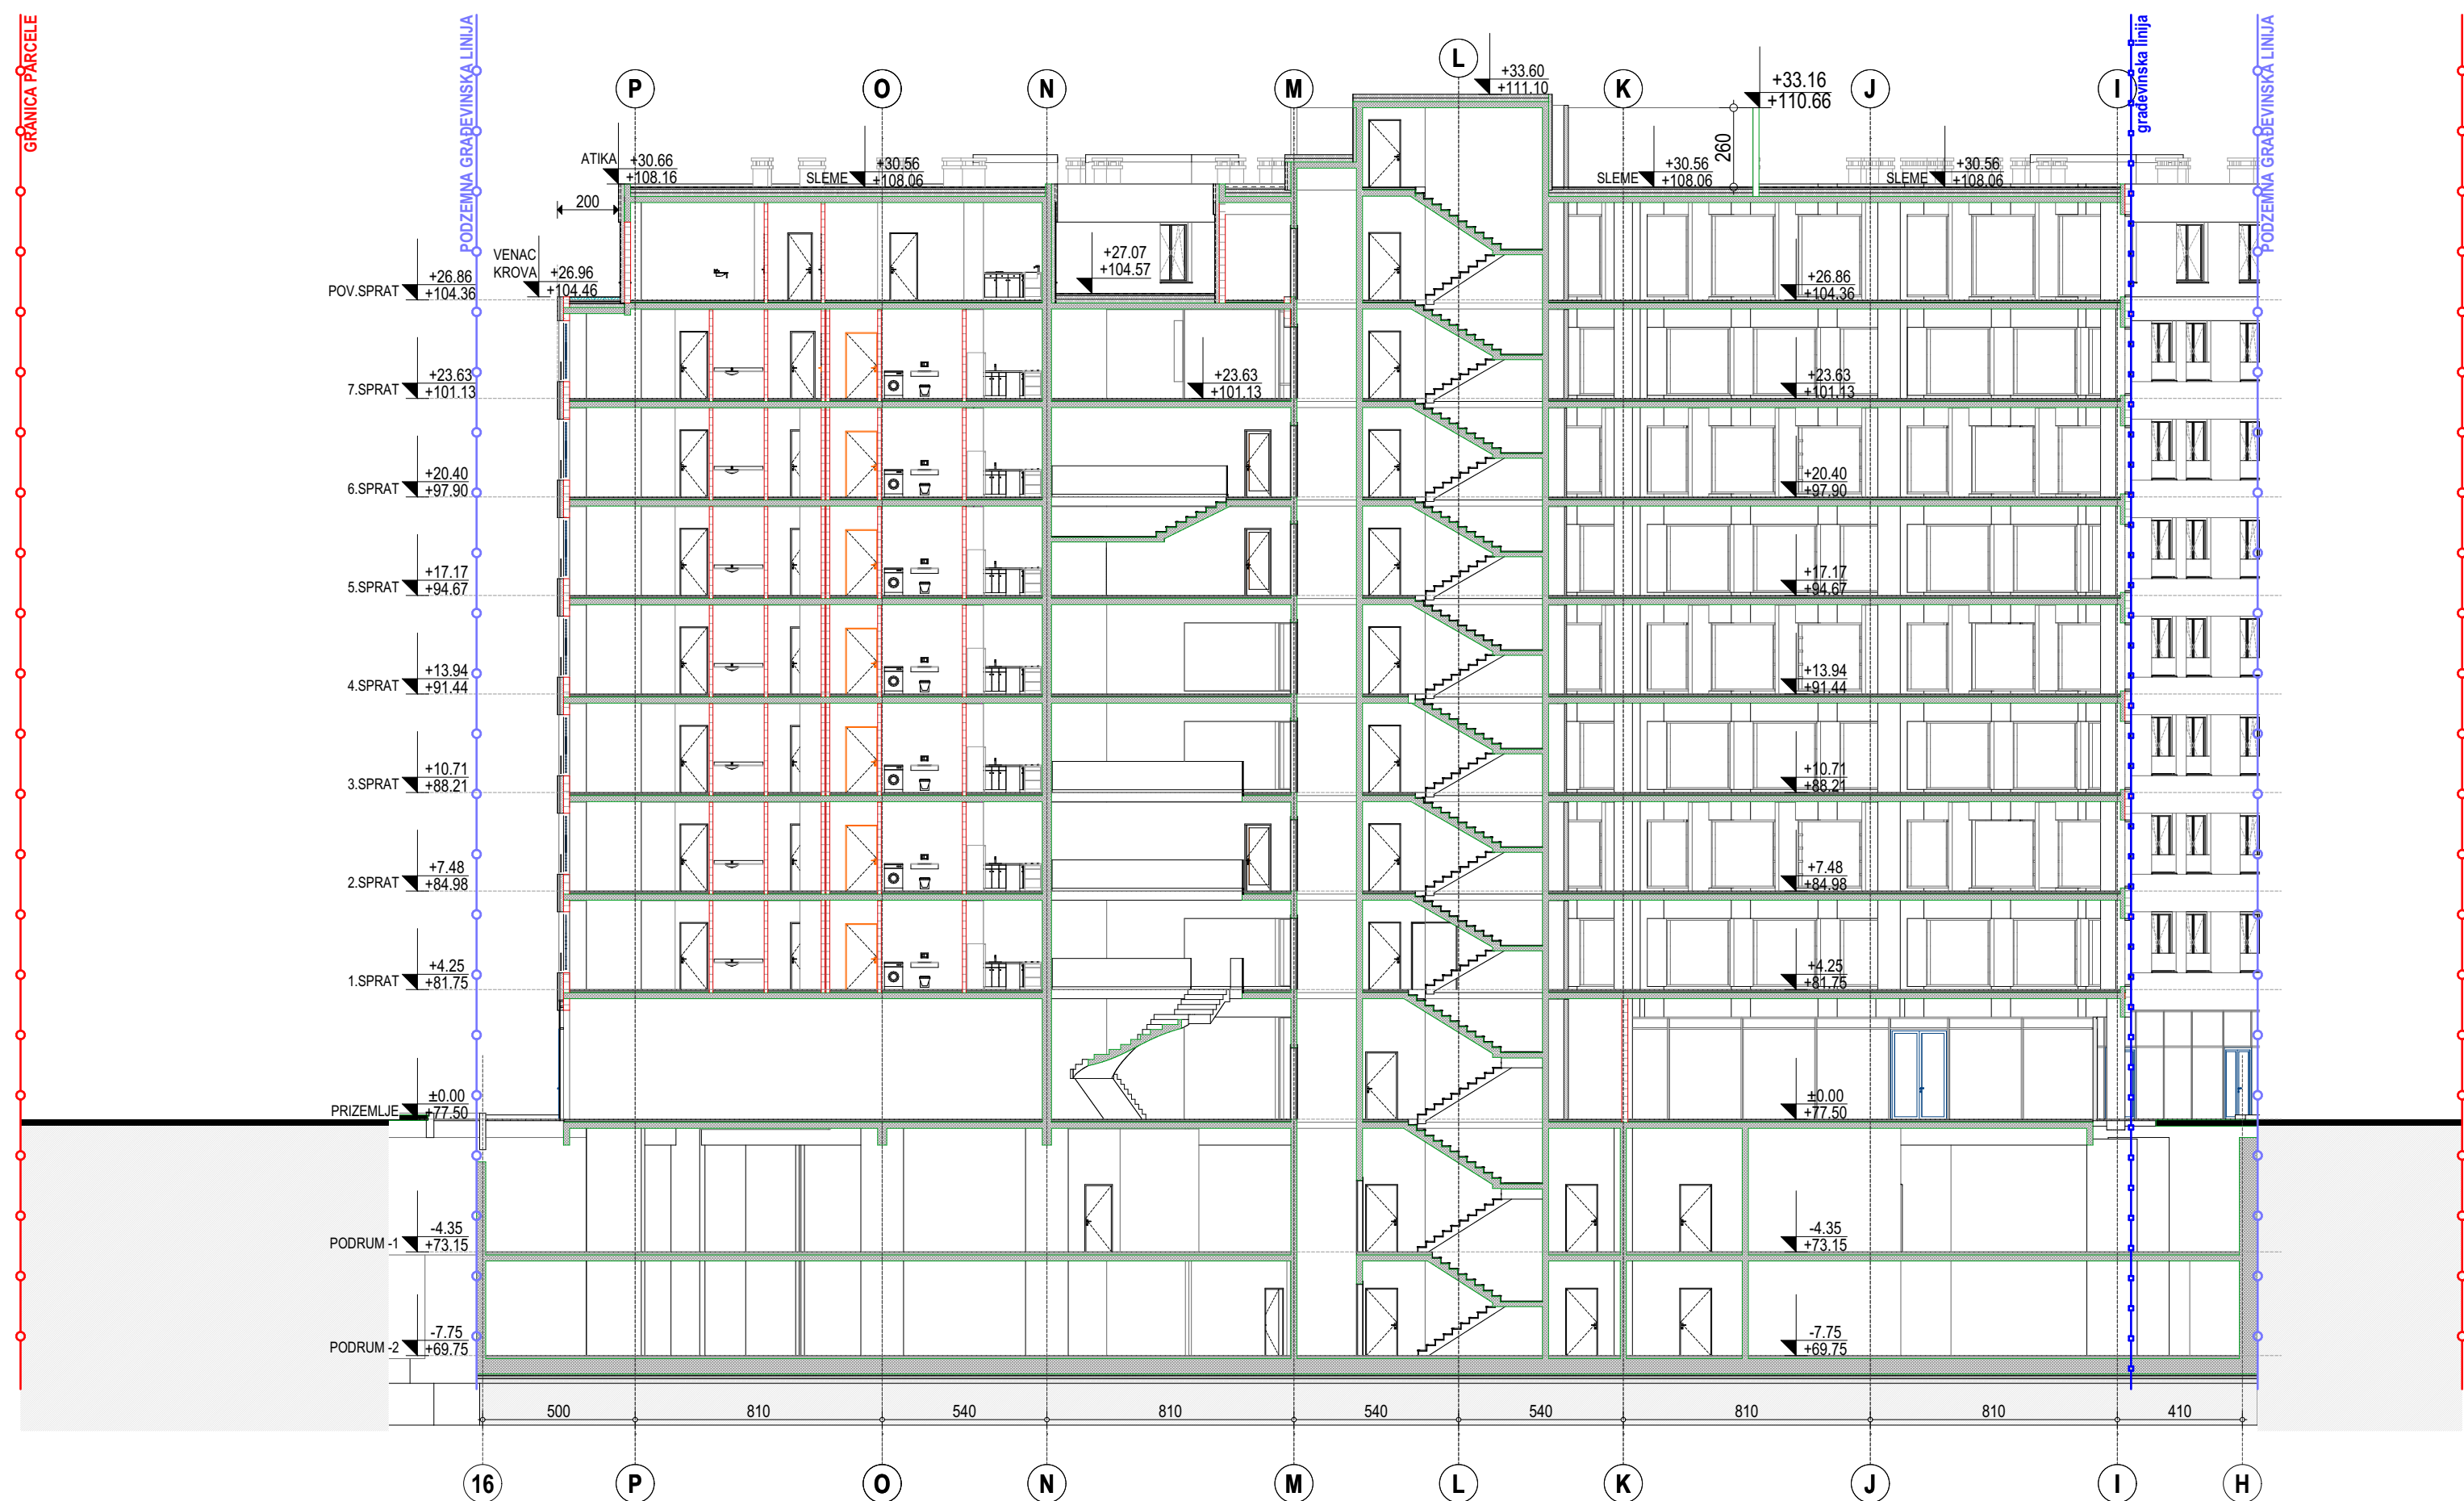 GRANICA PARCELE
PODZEMNA GRAĐEVINSKA LINIJA
građevinska linija
PODZEMNA GRAĐEVINSKA LINIJA
P
O
N
M
L
K
J
I
+33.60
+111.10
+33.16
+110.66
260
ATIKA
+30.66
+108.16
SLEME
+30.56
+108.06
SLEME
+30.56
+108.06
SLEME
+30.56
+108.06
200
VENAC
KROVA
+26.96
+104.46
+27.07
+104.57
POV.SPRAT
+26.86
+104.36
+26.86
+104.36
7.SPRAT
+23.63
+101.13
+23.63
+101.13
+23.63
+101.13
6.SPRAT
+20.40
+97.90
+20.40
+97.90
5.SPRAT
+17.17
+94.67
+17.17
+94.67
4.SPRAT
+13.94
+91.44
+13.94
+91.44
3.SPRAT
+10.71
+88.21
+10.71
+88.21
2.SPRAT
+7.48
+84.98
+7.48
+84.98
1.SPRAT
+4.25
+81.75
+4.25
+81.75
PRIZEMLJE
±0.00
+77.50
±0.00
+77.50
PODRUM -1
-4.35
+73.15
-4.35
+73.15
PODRUM -2
-7.75
+69.75
-7.75
+69.75
500 810 540 810 540 540 810 810 410
16 P O N M L K J I H